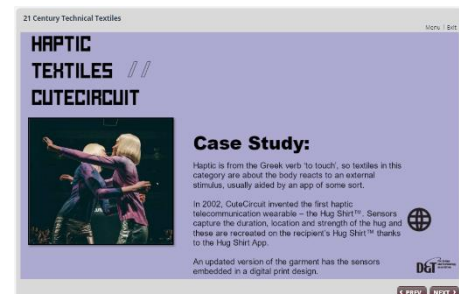 21 Century Technical Textiles
Menu | Exit
HAPTIC
TEXTILES //
CUTECIRCUIT
Case Study:
Haptic is from the Greek verb 'to touch', so textiles in this
category are about the body reacts to an external
stimulus, usually aided by an app of some sort.
In 2002, CuteCircuit invented the first haptic
telecommunication wearable – the Hug Shirt™. Sensors
capture the duration, location and strength of the hug and
these are recreated on the recipient's Hug Shirt™ thanks
to the Hug Shirt App.
An updated version of the garment has the sensors
embedded in a digital print design.
D&T
< PREV
NEXT >